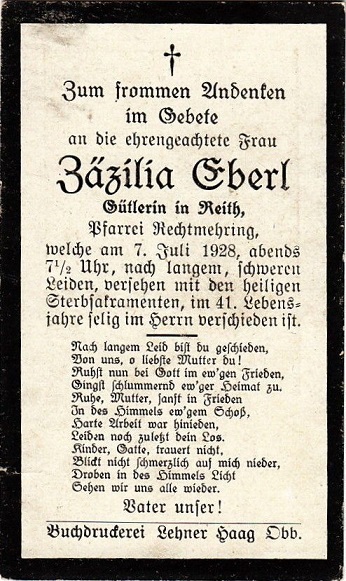 Zum frommen Andenken
im Gebete
an die ehrengeachtete Frau
Zäzilia Eberl
Gütlerin in Reith,
Pfarrei Rechtmehring,
welche am 7. Juli 1928, abends
7 1/2 Uhr, nach langem, schweren
Leiden, versehen mit den heiligen
Sterbsakramenten, im 41. Lebens-
jahre selig im Herrn verschieden ist.
Nach langem Leid bist du geschieden,
Von uns, o liebste Mutter du!
Ruhst nun bei Gott im ew'gen Frieden,
Gingst schlummernd ew'ger Heimat zu.
Ruhe, Mutter, sanft in Frieden
In des Himmels ew'gem Schoß,
Harte Arbeit war hinieden,
Leiden noch zuletzt dein Los.
Kinder, Gatte, trauert nicht,
Blickt nicht schmerzlich auf mich nieder,
Droben in des Himmels Licht
Sehen wir uns alle wieder.
Vater unser!
Buchdruckerei Lehner Haag Obb.